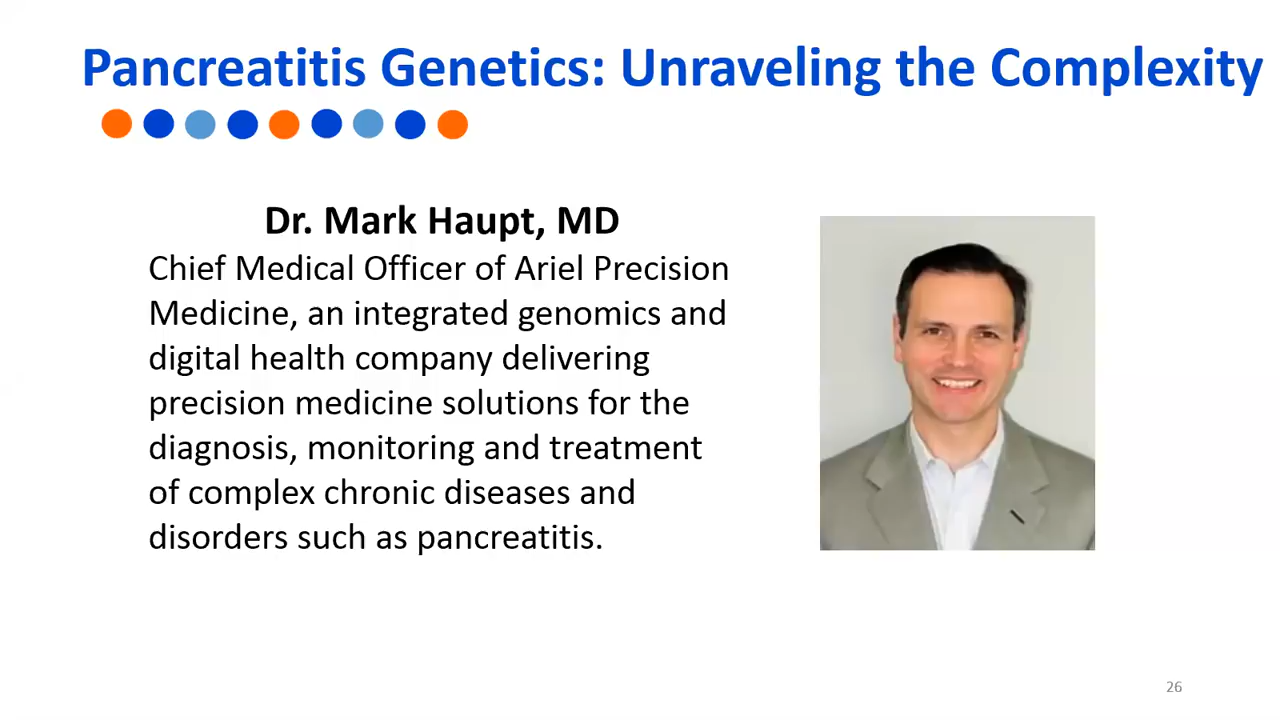 Pancreatitis Genetics: Unraveling the Complexity
Dr. Mark Haupt, MD
Chief Medical Officer of Ariel Precision
Medicine, an integrated genomics and
digital health company delivering
precision medicine solutions for the
diagnosis, monitoring and treatment
of complex chronic diseases and
disorders such as pancreatitis.
26